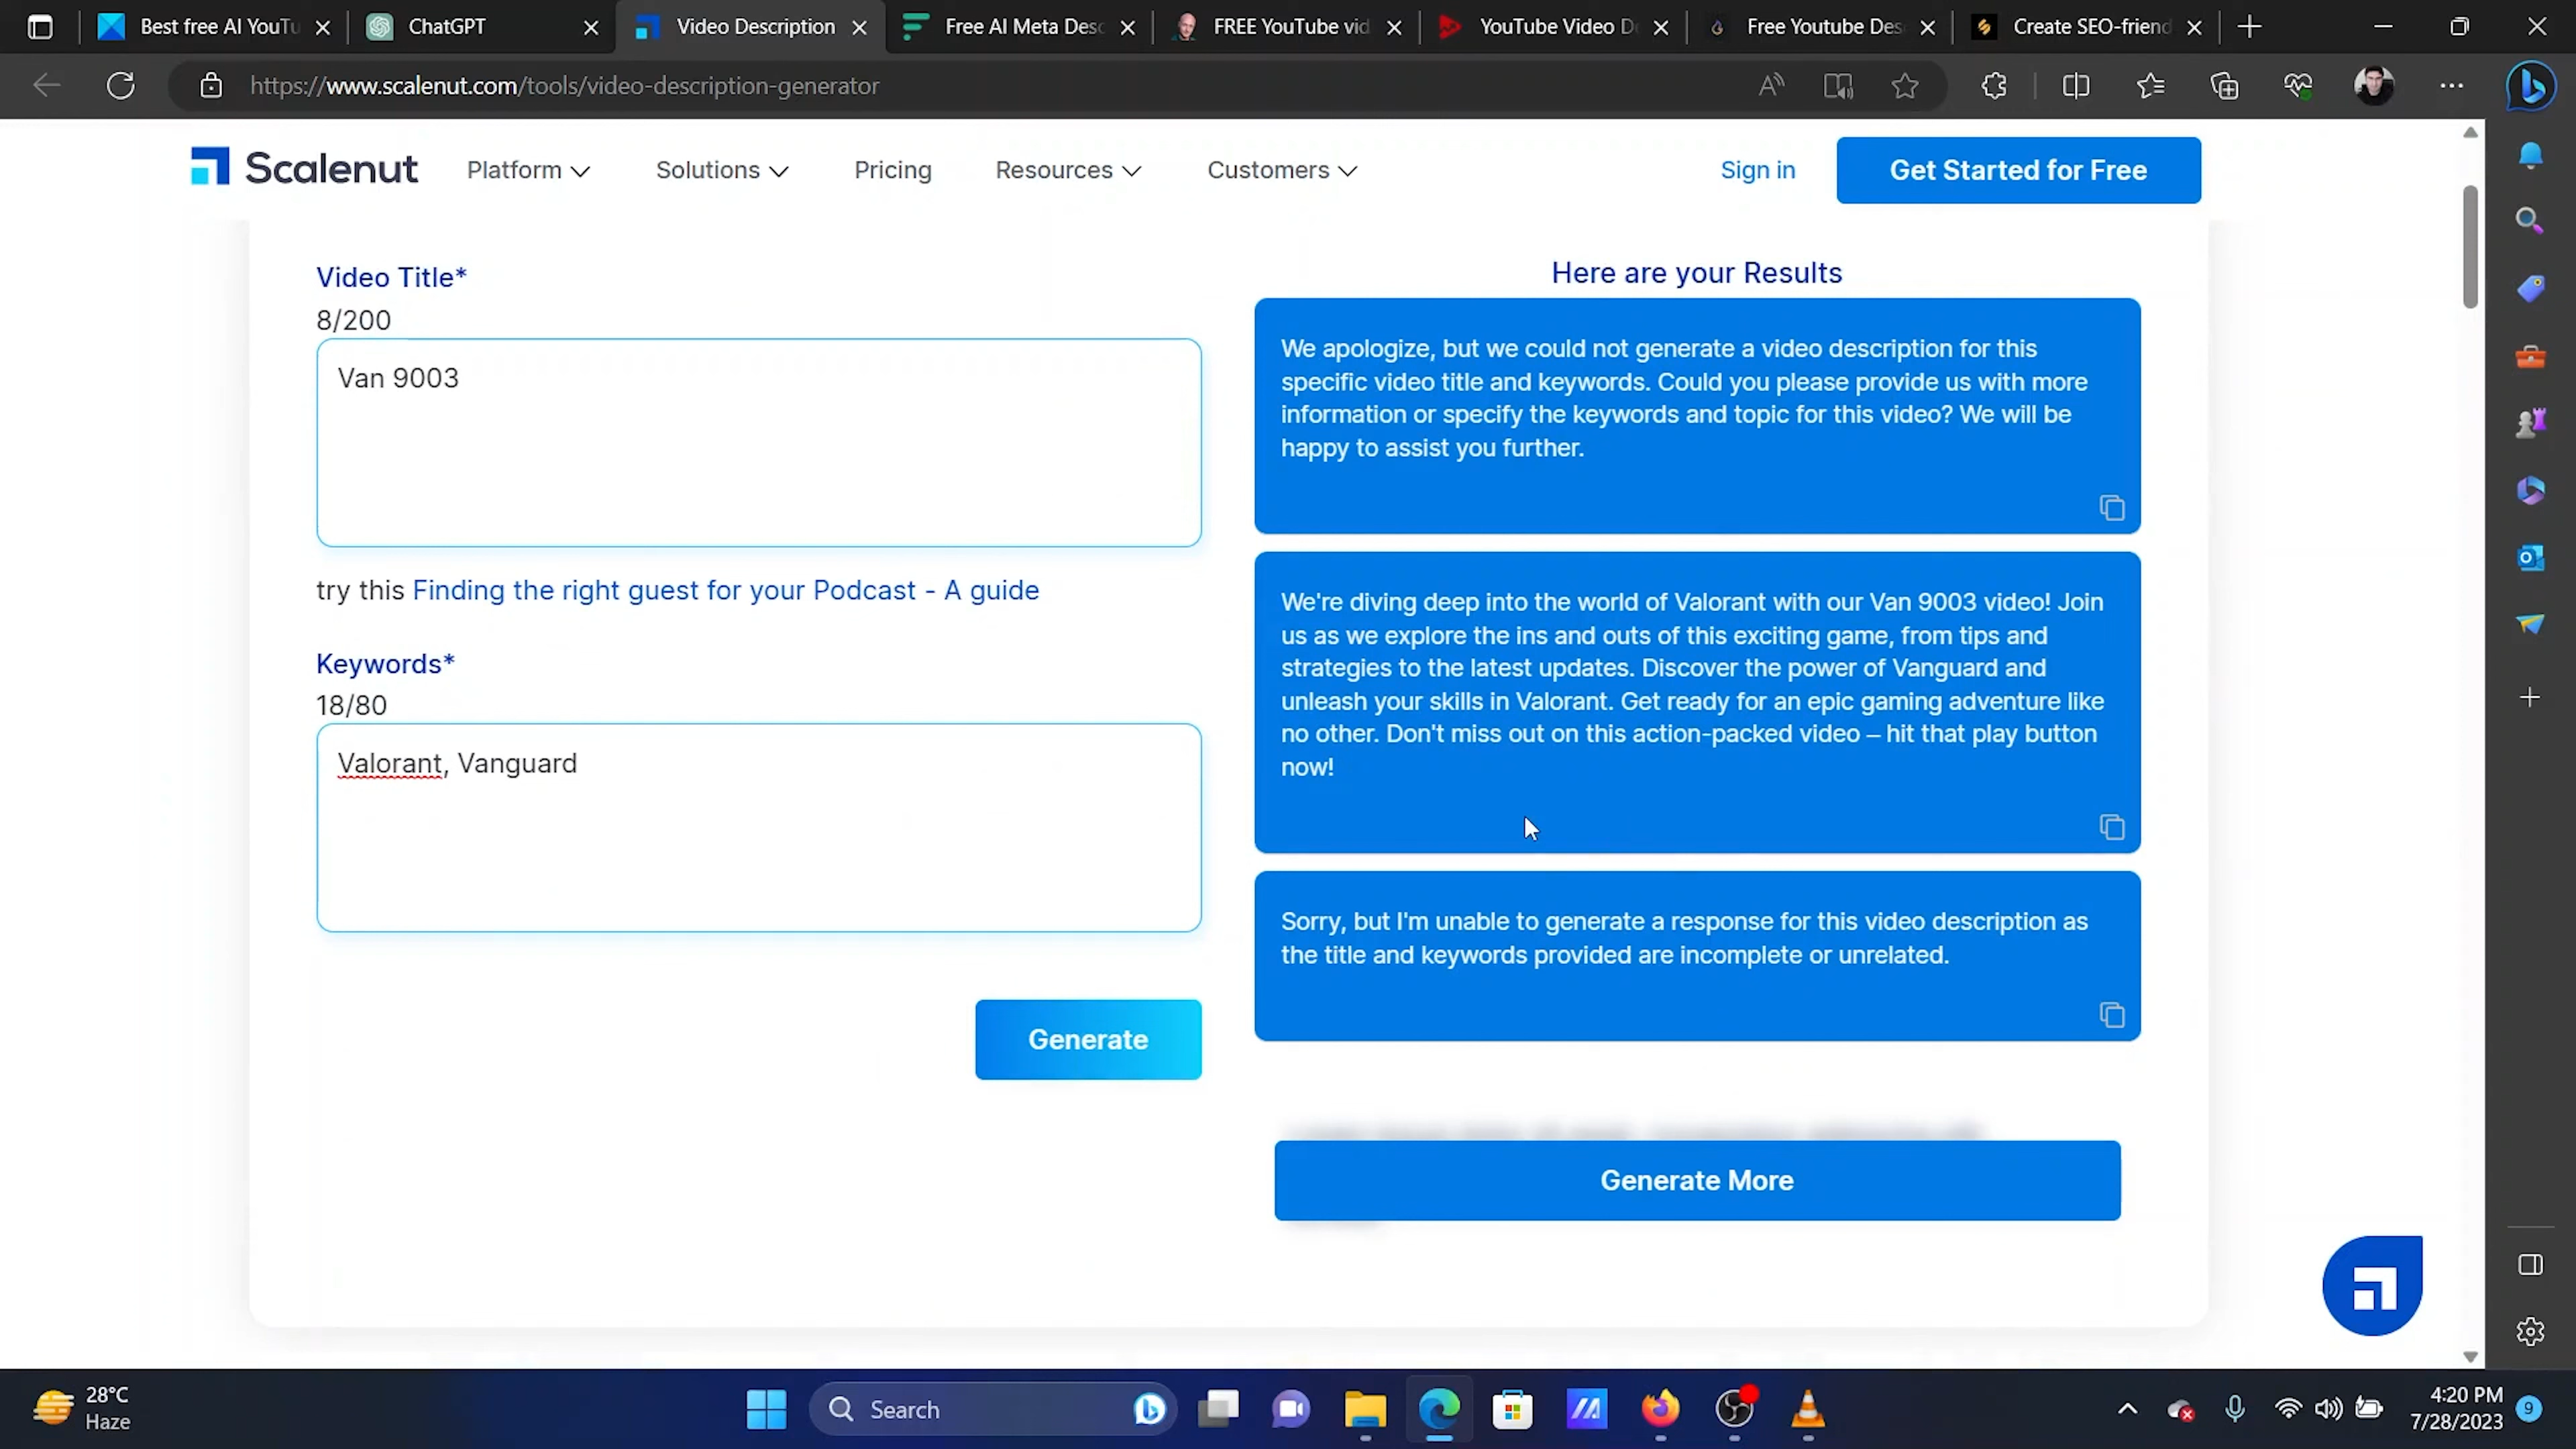 Best free AI YouTu
ChatGPT
Video Description
Free AI Meta Desc
FREE YouTube vid
YouTube Video D
Free Youtube Des
Create SEO-friend
https://www.scalenut.com/tools/video-description-generator
Scalenut
Platform
Solutions
Pricing
Resources
Customers
Sign in
Get Started for Free
Video Title*
8/200
Van 9003
try this Finding the right guest for your Podcast - A guide
Keywords*
18/80
Valorant, Vanguard
Generate
Here are your Results
We apologize, but we could not generate a video description for this
specific video title and keywords. Could you please provide us with more
information or specify the keywords and topic for this video? We will be
happy to assist you further.
We're diving deep into the world of Valorant with our Van 9003 video! Join
us as we explore the ins and outs of this exciting game, from tips and
strategies to the latest updates. Discover the power of Vanguard and
unleash your skills in Valorant. Get ready for an epic gaming adventure like
no other. Don't miss out on this action-packed video – hit that play button
now!
Sorry, but I'm unable to generate a response for this video description as
the title and keywords provided are incomplete or unrelated.
Generate More
28°C
Haze
Search
4:20 PM
7/28/2023
9